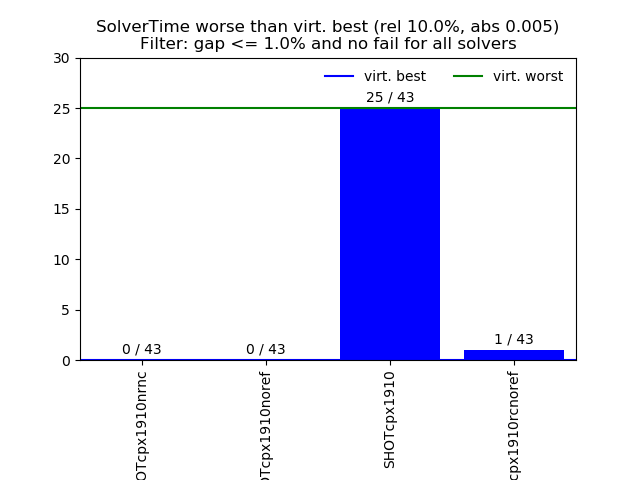 SolverTime worse than virt. best (rel 10.0%, abs 0.005)
Filter: gap <= 1.0% and no fail for all solvers
virt. best
virt. worst
30
25
20
15
10
5
0
0 / 43
0 / 43
25 / 43
1 / 43
OTcpx1910nrnc
OTcpx1910noref
SHOTcpx1910
cpx1910rcnoref